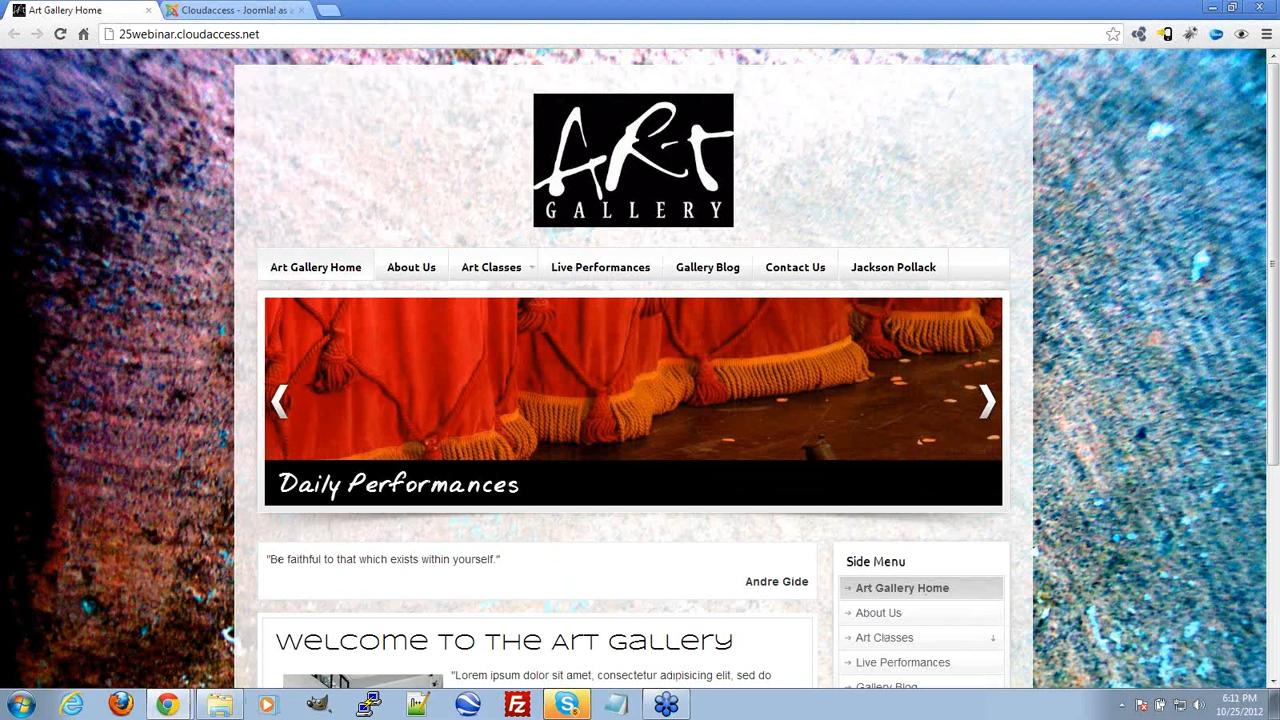 Art Gallery Home
Cloudaccess - Joomla! as a
25webinar.cloudaccess.net
ART
GALLERY
Art Gallery Home About Us Art Classes Live Performances Gallery Blog Contact Us Jackson Pollack
Daily Performances
"Be faithful to that which exists within yourself."
Andre Gide
Side Menu
Art Gallery Home
About Us
Art Classes
Live Performances
Gallery Blog
Welcome To The Art Gallery
"Lorem ipsum dolor sit amet, consectetur adipisicing elit, sed do
6:11 PM
10/25/2012